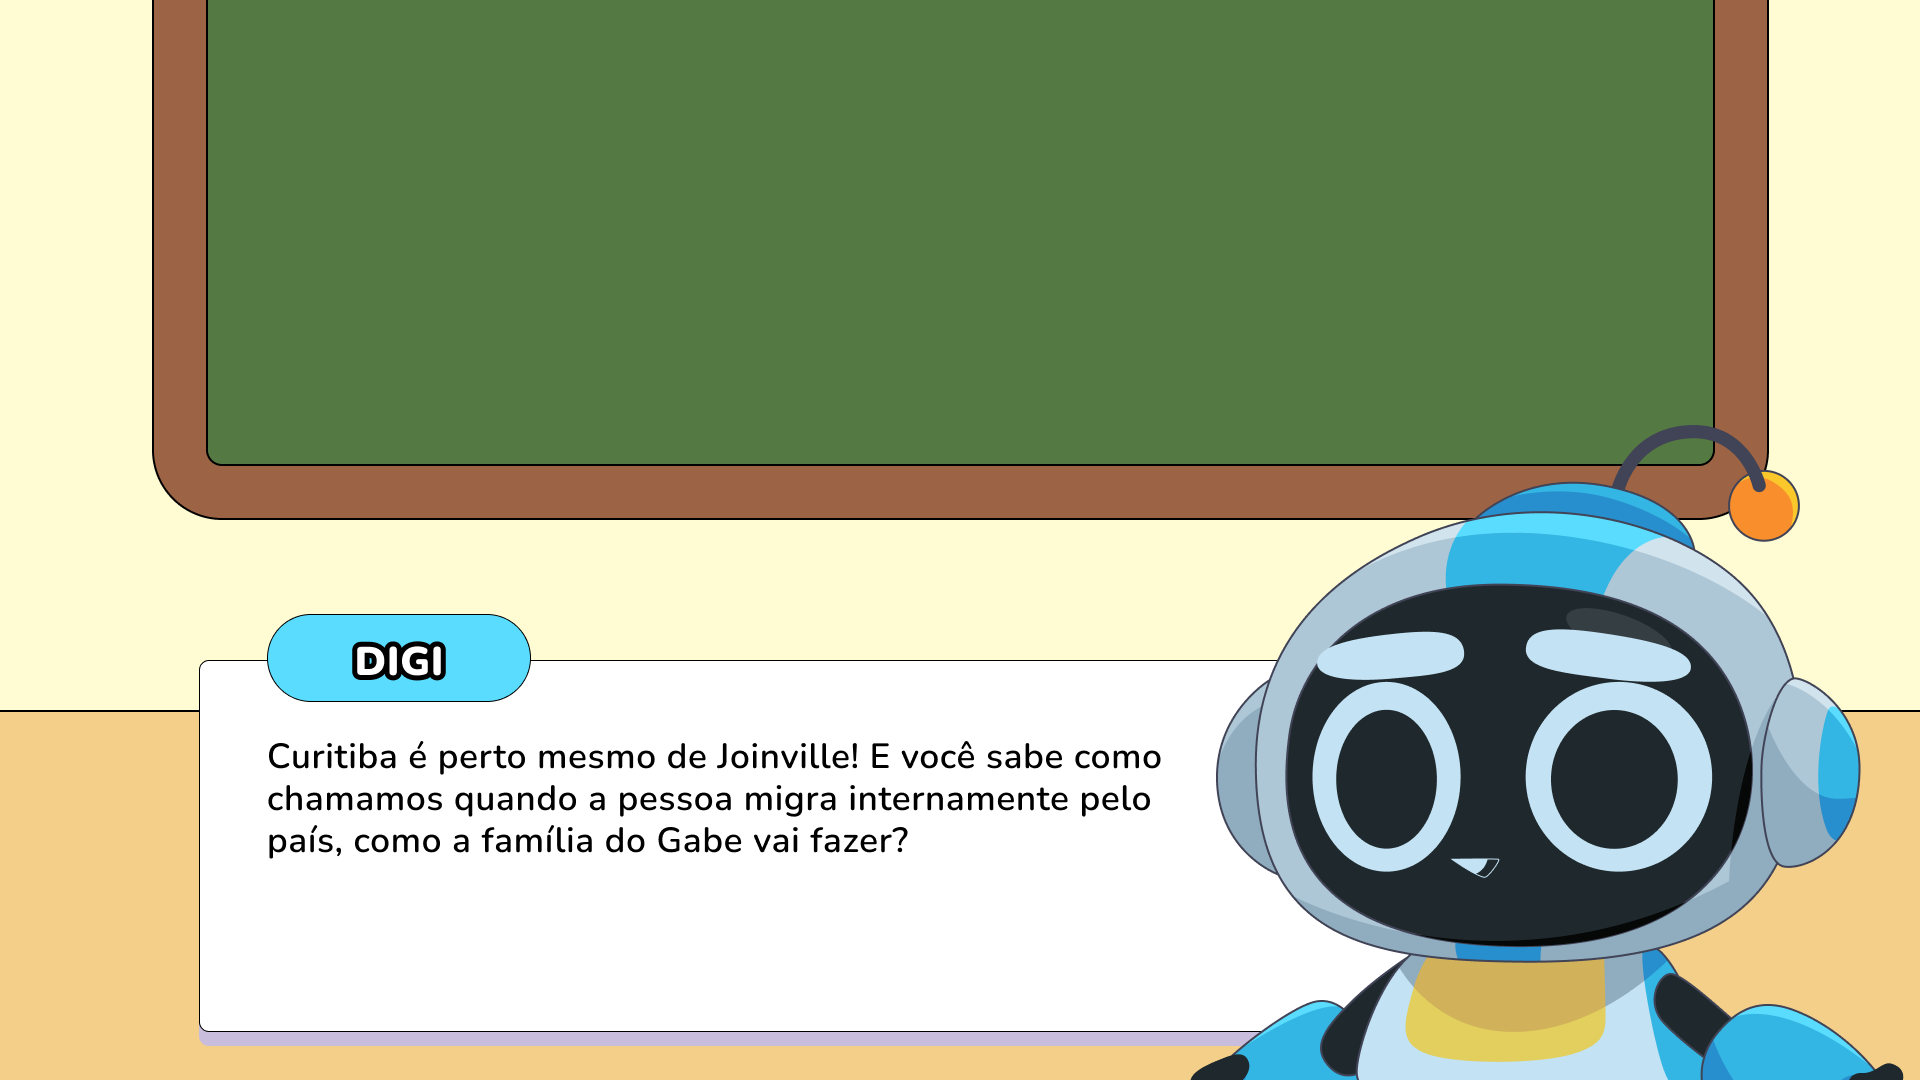 DIGI
Curitiba é perto mesmo de Joinville! E você sabe como
chamamos quando a pessoa migra internamente pelo
país, como a família do Gabe vai fazer?